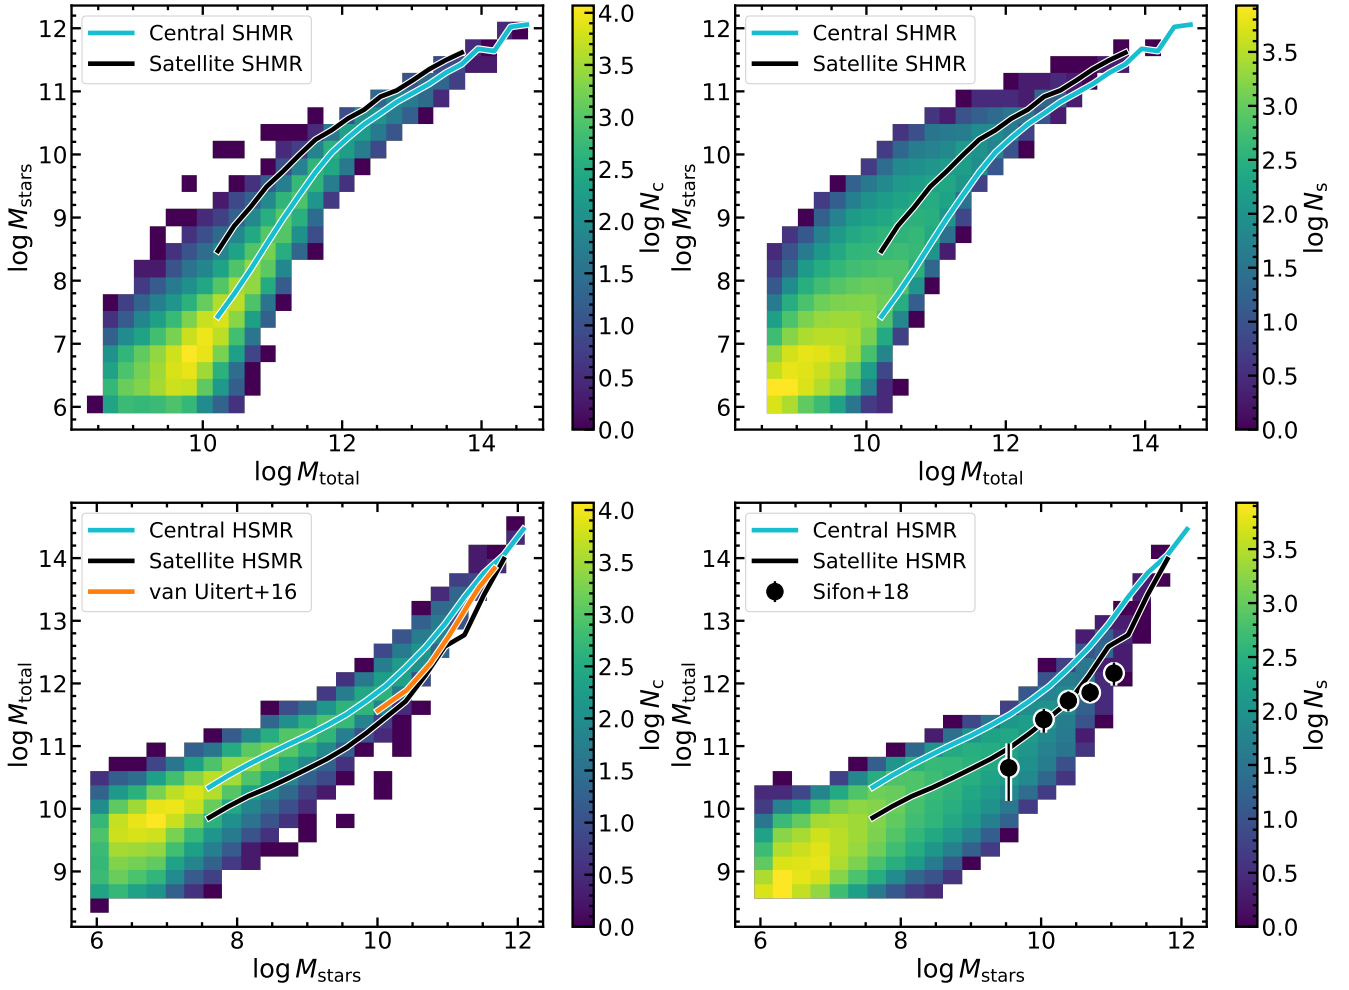 Central SHMR
Satellite SHMR
log M_stars
12
11
10
9
8
7
6
10 12 14
log M_total
4.0
3.5
3.0
2.5
2.0
1.5
1.0
0.5
0.0
log N_c
Central SHMR
Satellite SHMR
log M_stars
12
11
10
9
8
7
6
10 12 14
log M_total
3.5
3.0
2.5
2.0
1.5
1.0
0.5
0.0
log N_s
Central HSMR
Satellite HSMR
van Uitert+16
log M_total
14
13
12
11
10
9
6 8 10 12
log M_stars
4.0
3.5
3.0
2.5
2.0
1.5
1.0
0.5
0.0
log N_c
Central HSMR
Satellite HSMR
Sifon+18
log M_total
14
13
12
11
10
9
6 8 10 12
log M_stars
3.5
3.0
2.5
2.0
1.5
1.0
0.5
0.0
log N_s